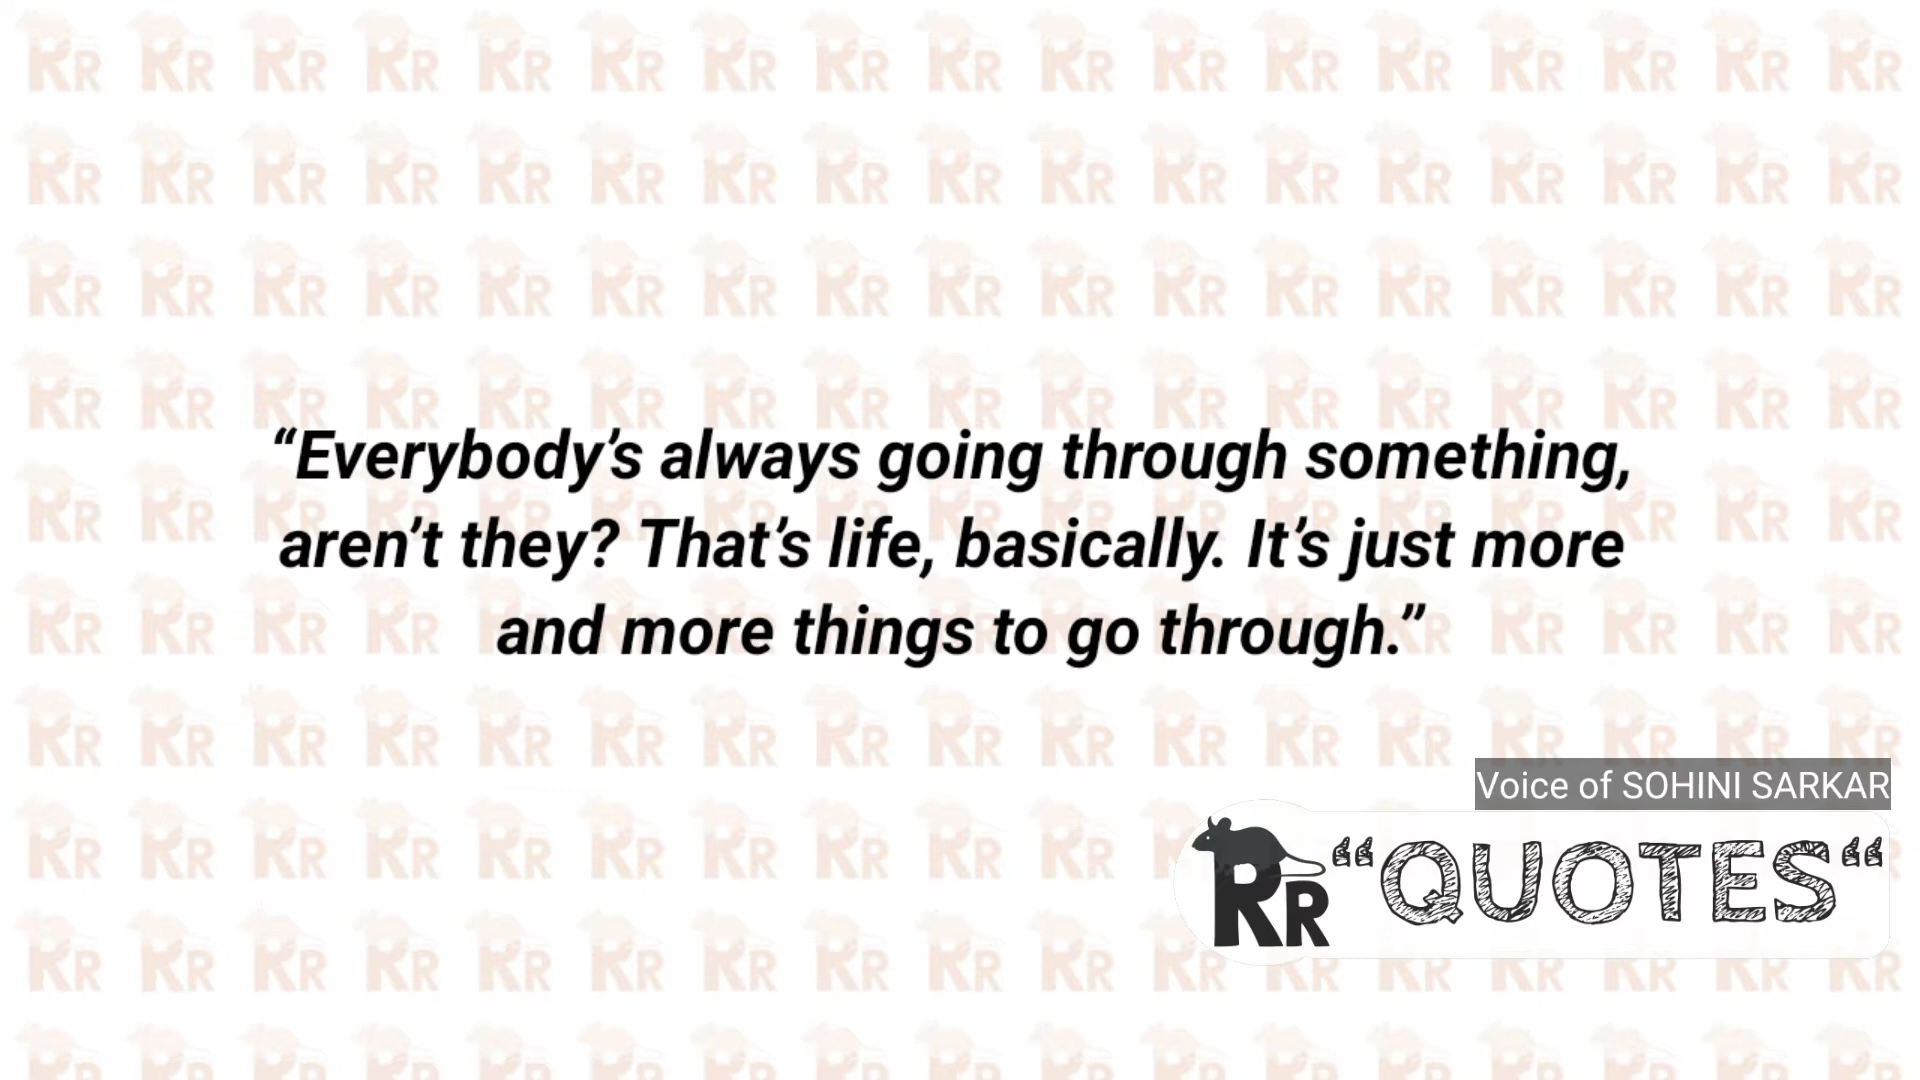 “Everybody’s always going through something,
aren’t they? That’s life, basically. It’s just more
and more things to go through.”
Voice of SOHINI SARKAR
RR “QUOTES“